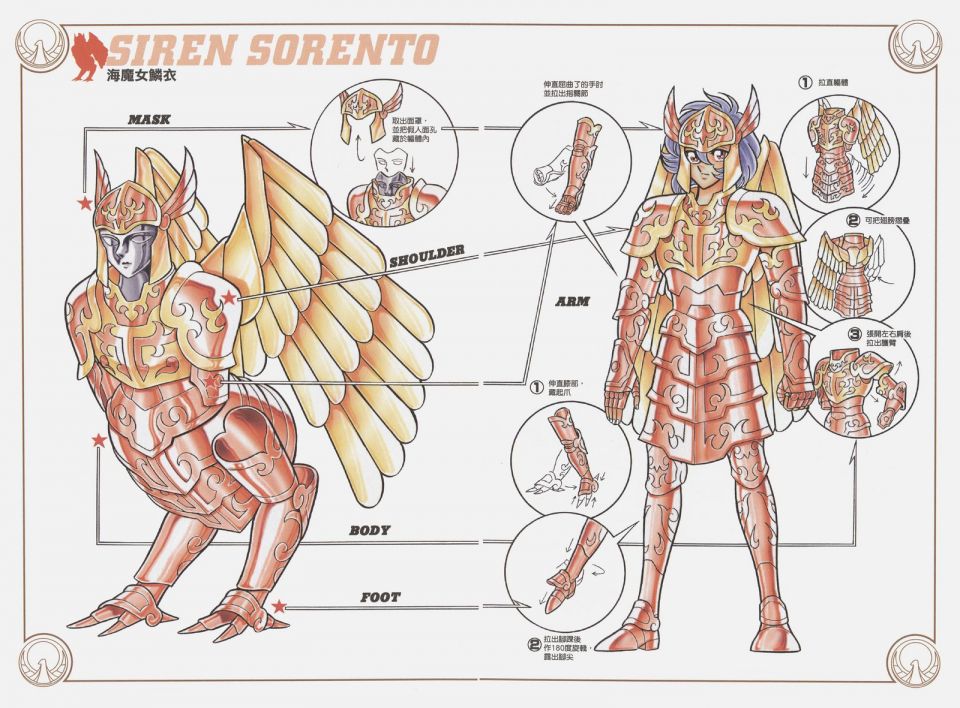 SIREN SORENTO
海魔女鱗衣
MASK
取出面罩，
並把假人面孔
藏於軀體內
伸直屈曲了的手肘
並拉出指關節
① 拉直軀體
② 可把翅膀摺疊
③ 張開左右肩後
拉出護臂
SHOULDER
ARM
① 伸直膝部，
藏起爪
BODY
FOOT
② 拉出腳踝後
作180度旋轉，
露出腳尖